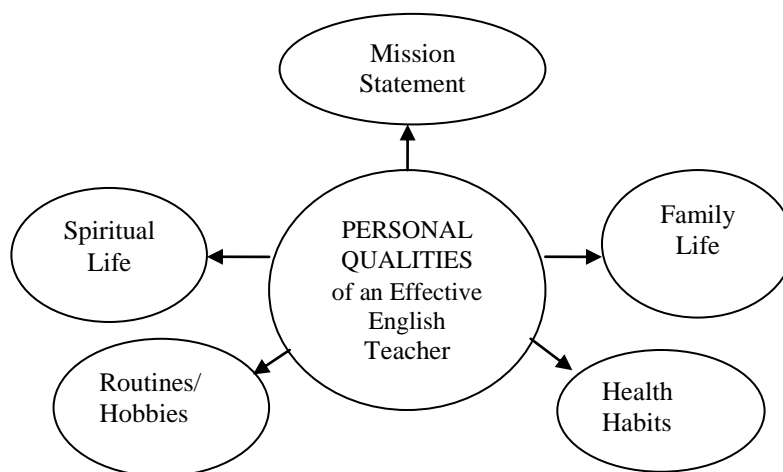 Mission
Statement
Spiritual
Life
PERSONAL
QUALITIES
of an Effective
English
Teacher
Family
Life
Routines/
Hobbies
Health
Habits